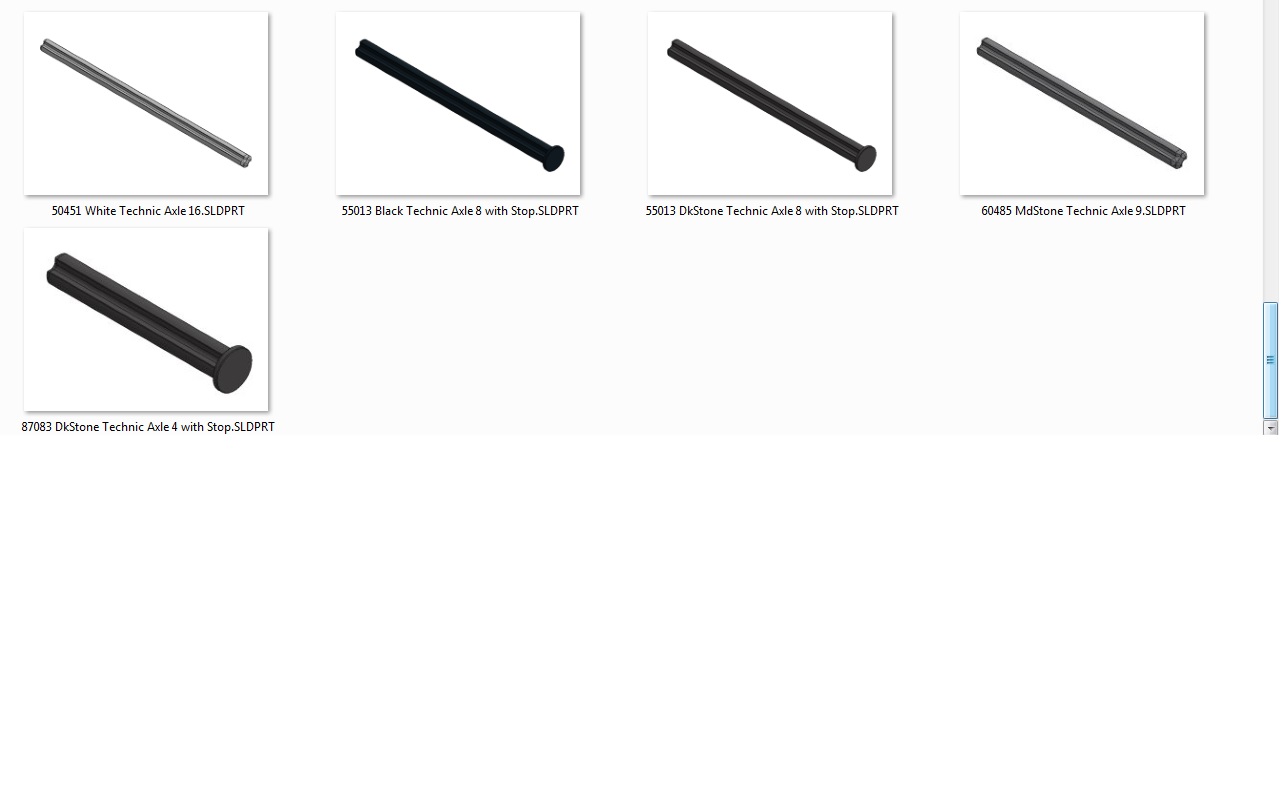 50451 White Technic Axle 16.SLDPRT
55013 Black Technic Axle 8 with Stop.SLDPRT
55013 DkStone Technic Axle 8 with Stop.SLDPRT
60485 MdStone Technic Axle 9.SLDPRT
87083 DkStone Technic Axle 4 with Stop.SLDPRT